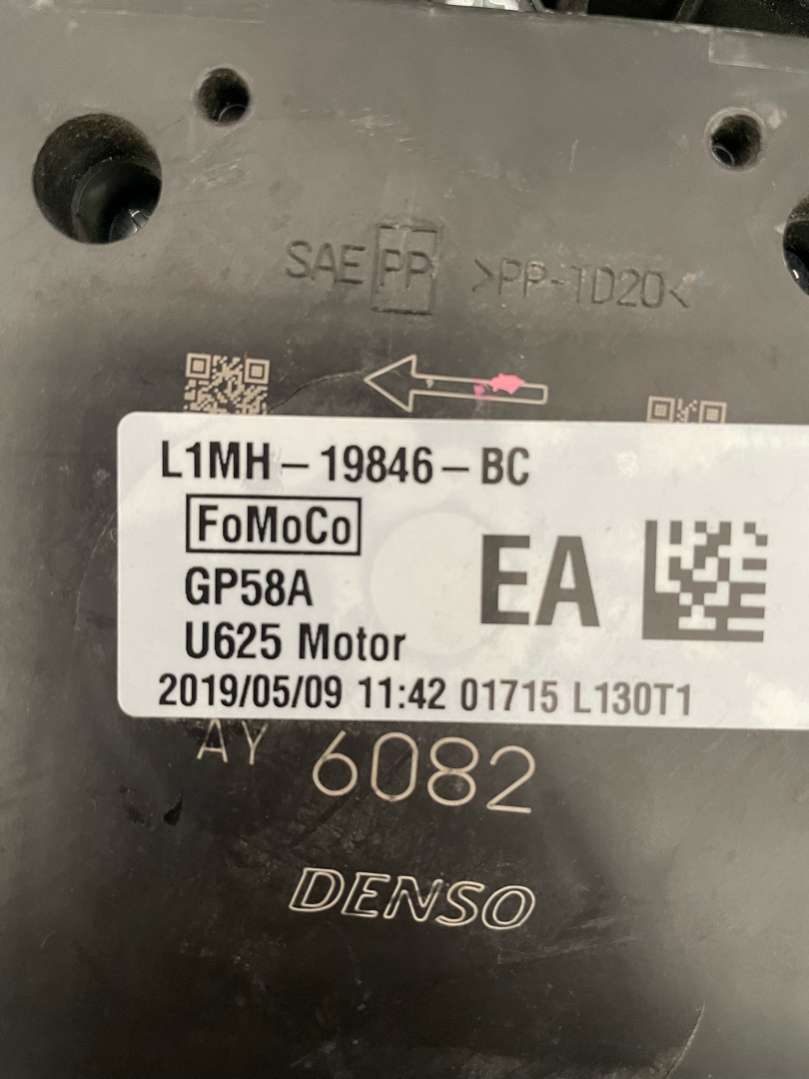 SAE PP >PP-TD20<
L1MH-19846-BC
FoMoCo
GP58A
EA
U625 Motor
2019/05/09 11:42 01715 L130T1
AY 6082
DENSO